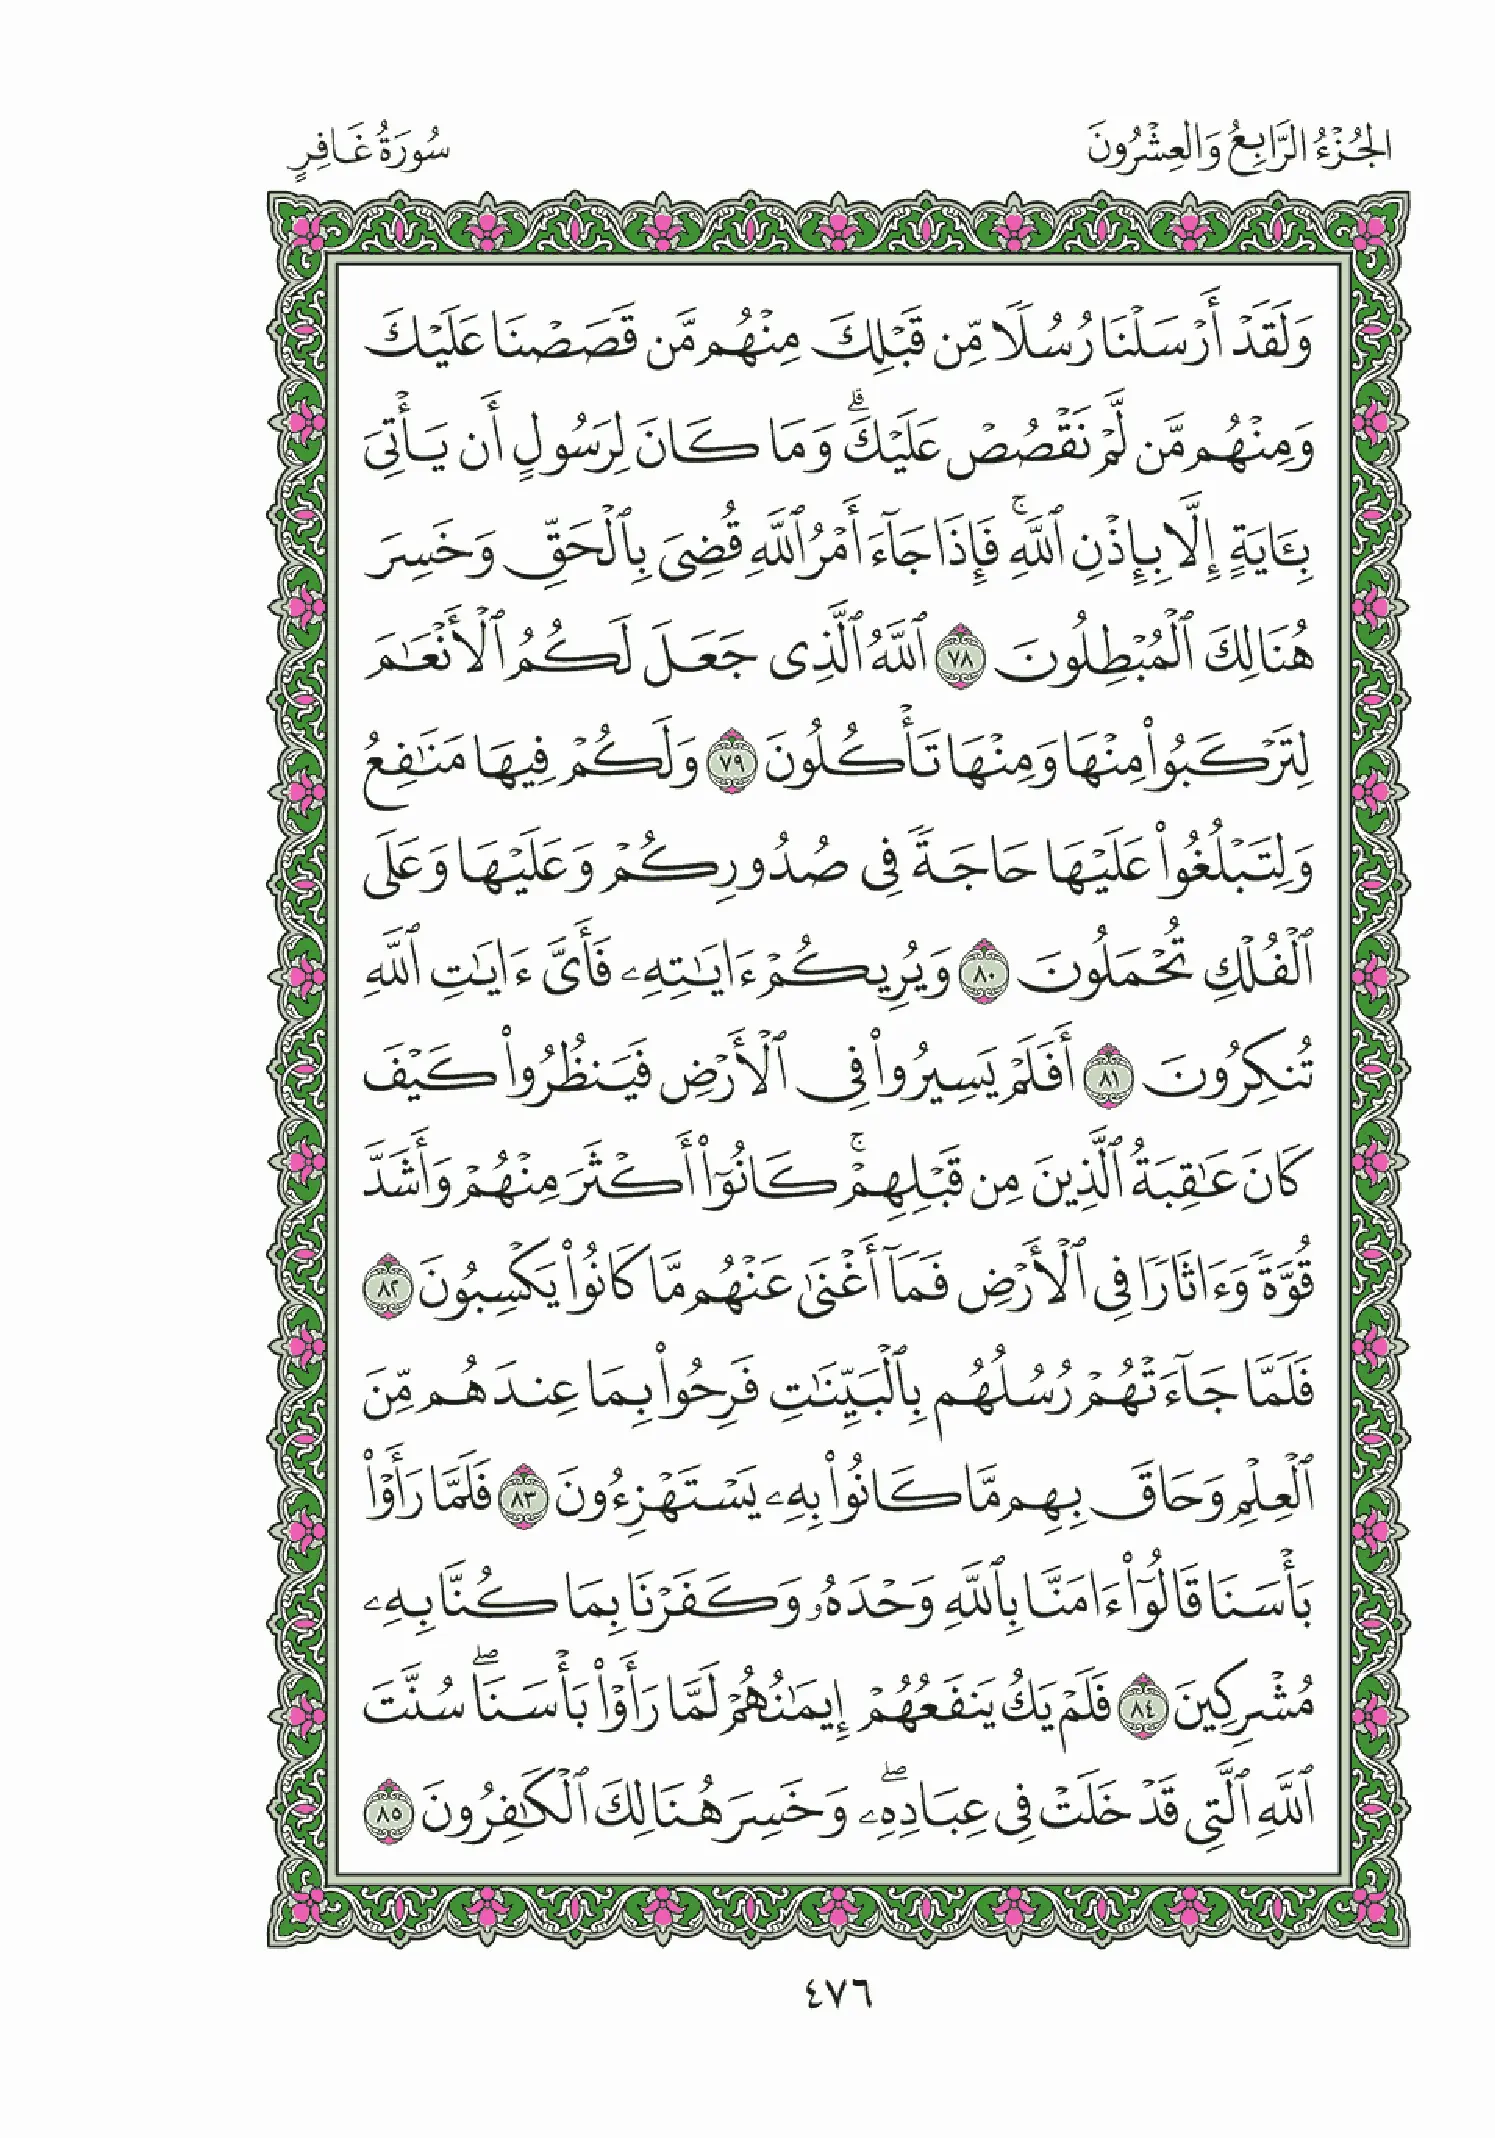 الجُزْءُ الرَّابِعُ وَالعِشْرُونَ
سُورَةُ غَافِرٍ
وَلَقَدْ أَرْسَلْنَا رُسُلًا مِّن قَبْلِكَ مِنْهُم مَّن قَصَصْنَا عَلَيْكَ
وَمِنْهُم مَّن لَّمْ نَقْصُصْ عَلَيْكَ ۗ وَمَا كَانَ لِرَسُولٍ أَن يَأْتِىَ
بِـَٔايَةٍ إِلَّا بِإِذْنِ ٱللَّهِ ۚ فَإِذَا جَآءَ أَمْرُ ٱللَّهِ قُضِىَ بِٱلْحَقِّ وَخَسِرَ
هُنَالِكَ ٱلْمُبْطِلُونَ ٧٨ ٱللَّهُ ٱلَّذِى جَعَلَ لَكُمُ ٱلْأَنْعَٰمَ
لِتَرْكَبُوا۟ مِنْهَا وَمِنْهَا تَأْكُلُونَ ٧٩ وَلَكُمْ فِيهَا مَنَٰفِعُ
وَلِتَبْلُغُوا۟ عَلَيْهَا حَاجَةً فِى صُدُورِكُمْ وَعَلَيْهَا وَعَلَى
ٱلْفُلْكِ تُحْمَلُونَ ٨٠ وَيُرِيكُمْ ءَايَٰتِهِۦ فَأَىَّ ءَايَٰتِ ٱللَّهِ
تُنكِرُونَ ٨١ أَفَلَمْ يَسِيرُوا۟ فِى ٱلْأَرْضِ فَيَنظُرُوا۟ كَيْفَ
كَانَ عَٰقِبَةُ ٱلَّذِينَ مِن قَبْلِهِمْ ۚ كَانُوٓا۟ أَكْثَرَ مِنْهُمْ وَأَشَدَّ
قُوَّةً وَءَاثَارًا فِى ٱلْأَرْضِ فَمَآ أَغْنَىٰ عَنْهُم مَّا كَانُوا۟ يَكْسِبُونَ ٨٢
فَلَمَّا جَآءَتْهُمْ رُسُلُهُم بِٱلْبَيِّنَٰتِ فَرِحُوا۟ بِمَا عِندَهُم مِّنَ
ٱلْعِلْمِ وَحَاقَ بِهِم مَّا كَانُوا۟ بِهِۦ يَسْتَهْزِءُونَ ٨٣ فَلَمَّا رَأَوْا۟
بَأْسَنَا قَالُوٓا۟ ءَامَنَّا بِٱللَّهِ وَحْدَهُۥ وَكَفَرْنَا بِمَا كُنَّا بِهِۦ
مُشْرِكِينَ ٨٤ فَلَمْ يَكُ يَنفَعُهُمْ إِيمَٰنُهُمْ لَمَّا رَأَوْا۟ بَأْسَنَا ۖ سُنَّتَ
ٱللَّهِ ٱلَّتِى قَدْ خَلَتْ فِى عِبَادِهِۦ ۖ وَخَسِرَ هُنَالِكَ ٱلْكَٰفِرُونَ ٨٥
٤٧٦